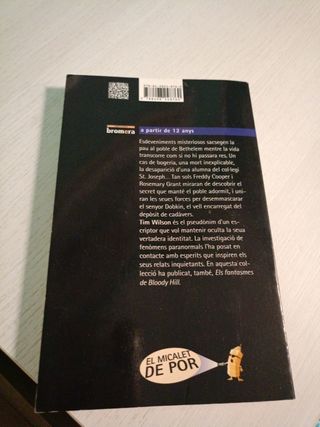 bromera
a partir de 12 anys
Esdeveniments misteriosos sacsegen la
pau al poble de Bethelem mentre la vida
transcorre com si no hi passara res. Un
cas de bogeria, una mort inexplicable,
la desaparició d'una alumna del col·legi
St. Joseph... Tan sols Freddy Cooper i
Rosemary Grant miraran de descobrir el
secret que manté el poble adormit, i uni-
ran les seues forces per desemmascarar
el senyor Dobkin, el vell encarregat del
depòsit de cadàvers.
Tim Wilson és el pseudònim d'un es-
criptor que vol mantenir oculta la seua
vertadera identitat. La investigació de
fenòmens paranormals l'ha posat en
contacte amb esperits que inspiren els
seus relats inquietants. En aquesta col-
lecció ha publicat, també, Els fantasmes
de Bloody Hill.
EL MICALET
DE POR